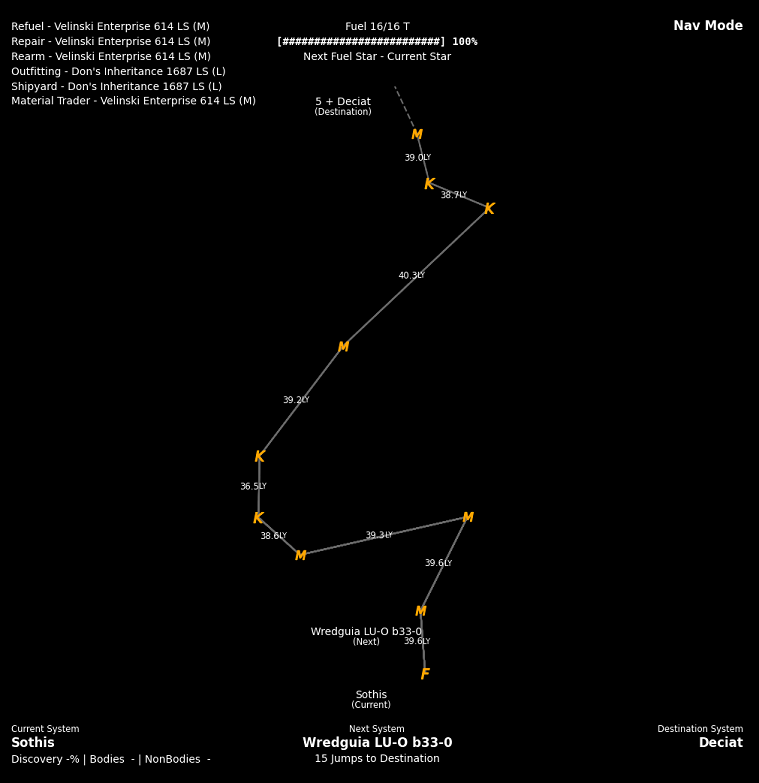 Refuel - Velinski Enterprise 614 LS (M)
Repair - Velinski Enterprise 614 LS (M)
Rearm - Velinski Enterprise 614 LS (M)
Outfitting - Don's Inheritance 1687 LS (L)
Shipyard - Don's Inheritance 1687 LS (L)
Material Trader - Velinski Enterprise 614 LS (M)
Fuel 16/16 T
[#########################] 100%
Next Fuel Star - Current Star
Nav Mode
5 + Deciat
(Destination)
M
39.0LY
K
38.7LY
K
40.3LY
M
39.2LY
K
36.5LY
K
38.6LY
M
39.3LY
M
39.6LY
M
Wredguia LU-O b33-0
(Next)
39.6LY
F
Sothis
(Current)
Current System
Sothis
Discovery -% | Bodies  - | NonBodies  -
Next System
Wredguia LU-O b33-0
15 Jumps to Destination
Destination System
Deciat